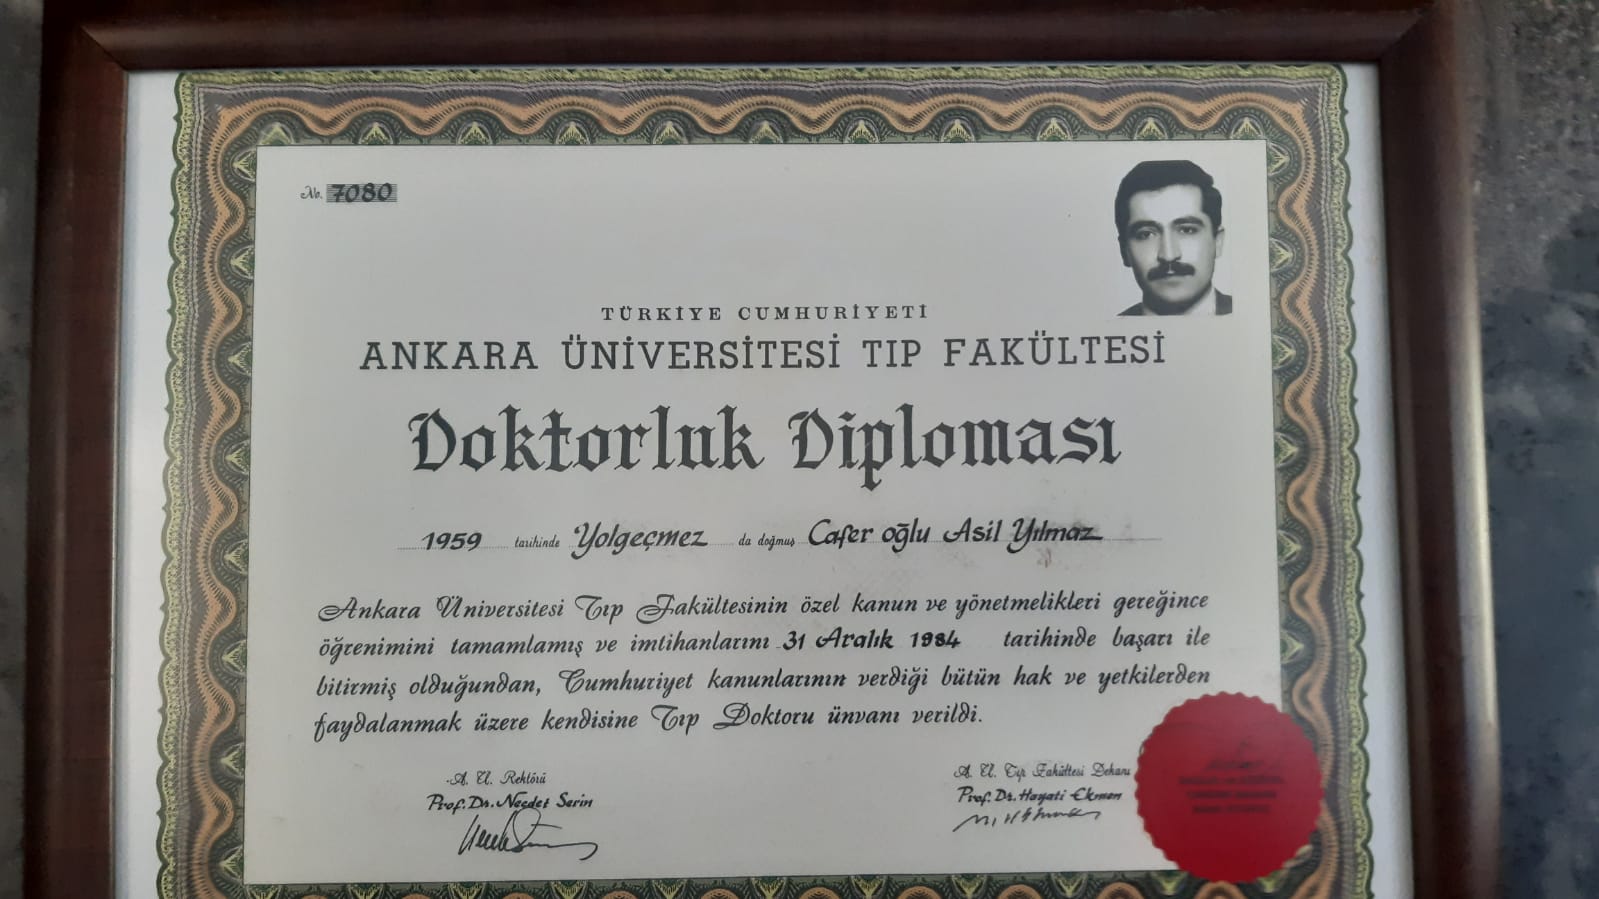 No. 7080
TÜRKİYE CUMHURİYETİ
ANKARA ÜNİVERSİTESİ TIP FAKÜLTESİ
Doktorluk Diploması
1959 tarihinde Yolgeçmez da doğmuş Cafer oğlu Asil Yılmaz
Ankara Üniversitesi Tıp Fakültesinin özel kanun ve yönetmelikleri gereğince
öğrenimini tamamlamış ve imtihanlarını 31 Aralık 1984 tarihinde başarı ile
bitirmiş olduğundan, Cumhuriyet kanunlarının verdiği bütün hak ve yetkilerden
faydalanmak üzere kendisine Tıp Doktoru ünvanı verildi.
A. Ü. Rektörü
Prof. Dr. Necdet Serin
A. Ü. Tıp Fakültesi Dekanı
Prof. Dr. Hayati Ekmen